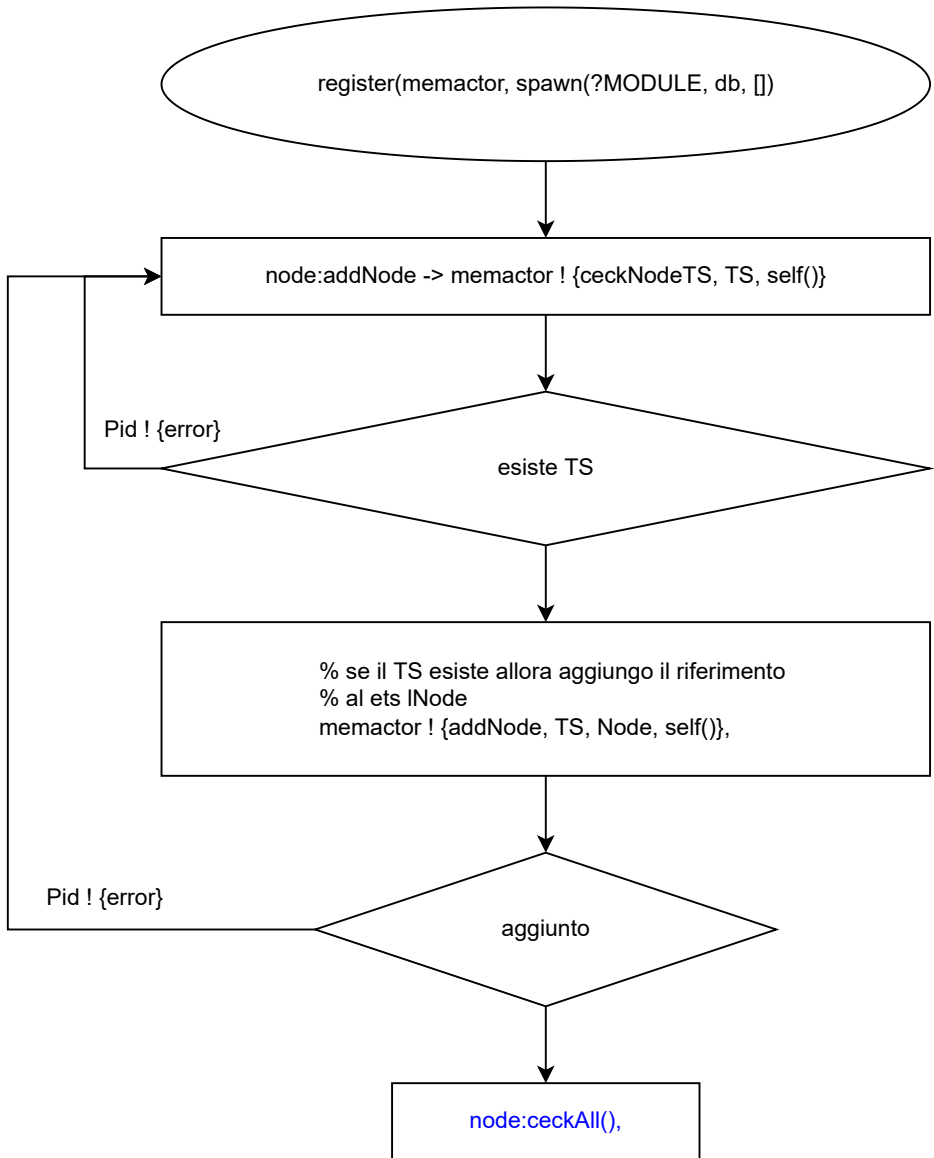 register(memactor, spawn(?MODULE, db, [])
node:addNode -> memactor ! {ceckNodeTS, TS, self()}
Pid ! {error}
esiste TS
% se il TS esiste allora aggiungo il riferimento
% al ets lNode
memactor ! {addNode, TS, Node, self()},
Pid ! {error}
aggiunto
node:ceckAll(),